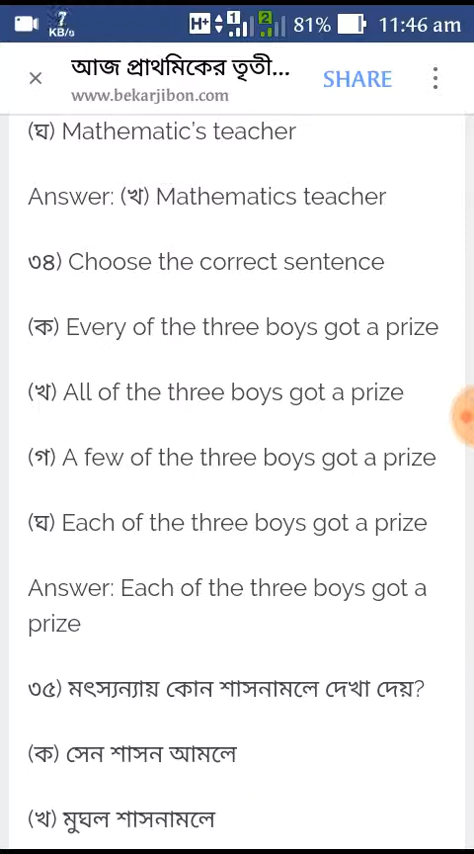 7
KB/s
H+
1
2
81%
11:46 am
আজ প্রাথমিকের তৃতী...
www.bekarjibon.com
SHARE
(ঘ) Mathematic's teacher
Answer: (খ) Mathematics teacher
৩৪) Choose the correct sentence
(ক) Every of the three boys got a prize
(খ) All of the three boys got a prize
(গ) A few of the three boys got a prize
(ঘ) Each of the three boys got a prize
Answer: Each of the three boys got a
prize
৩৫) মৎস্যন্যায় কোন শাসনামলে দেখা দেয়?
(ক) সেন শাসন আমলে
(খ) মুঘল শাসনামলে